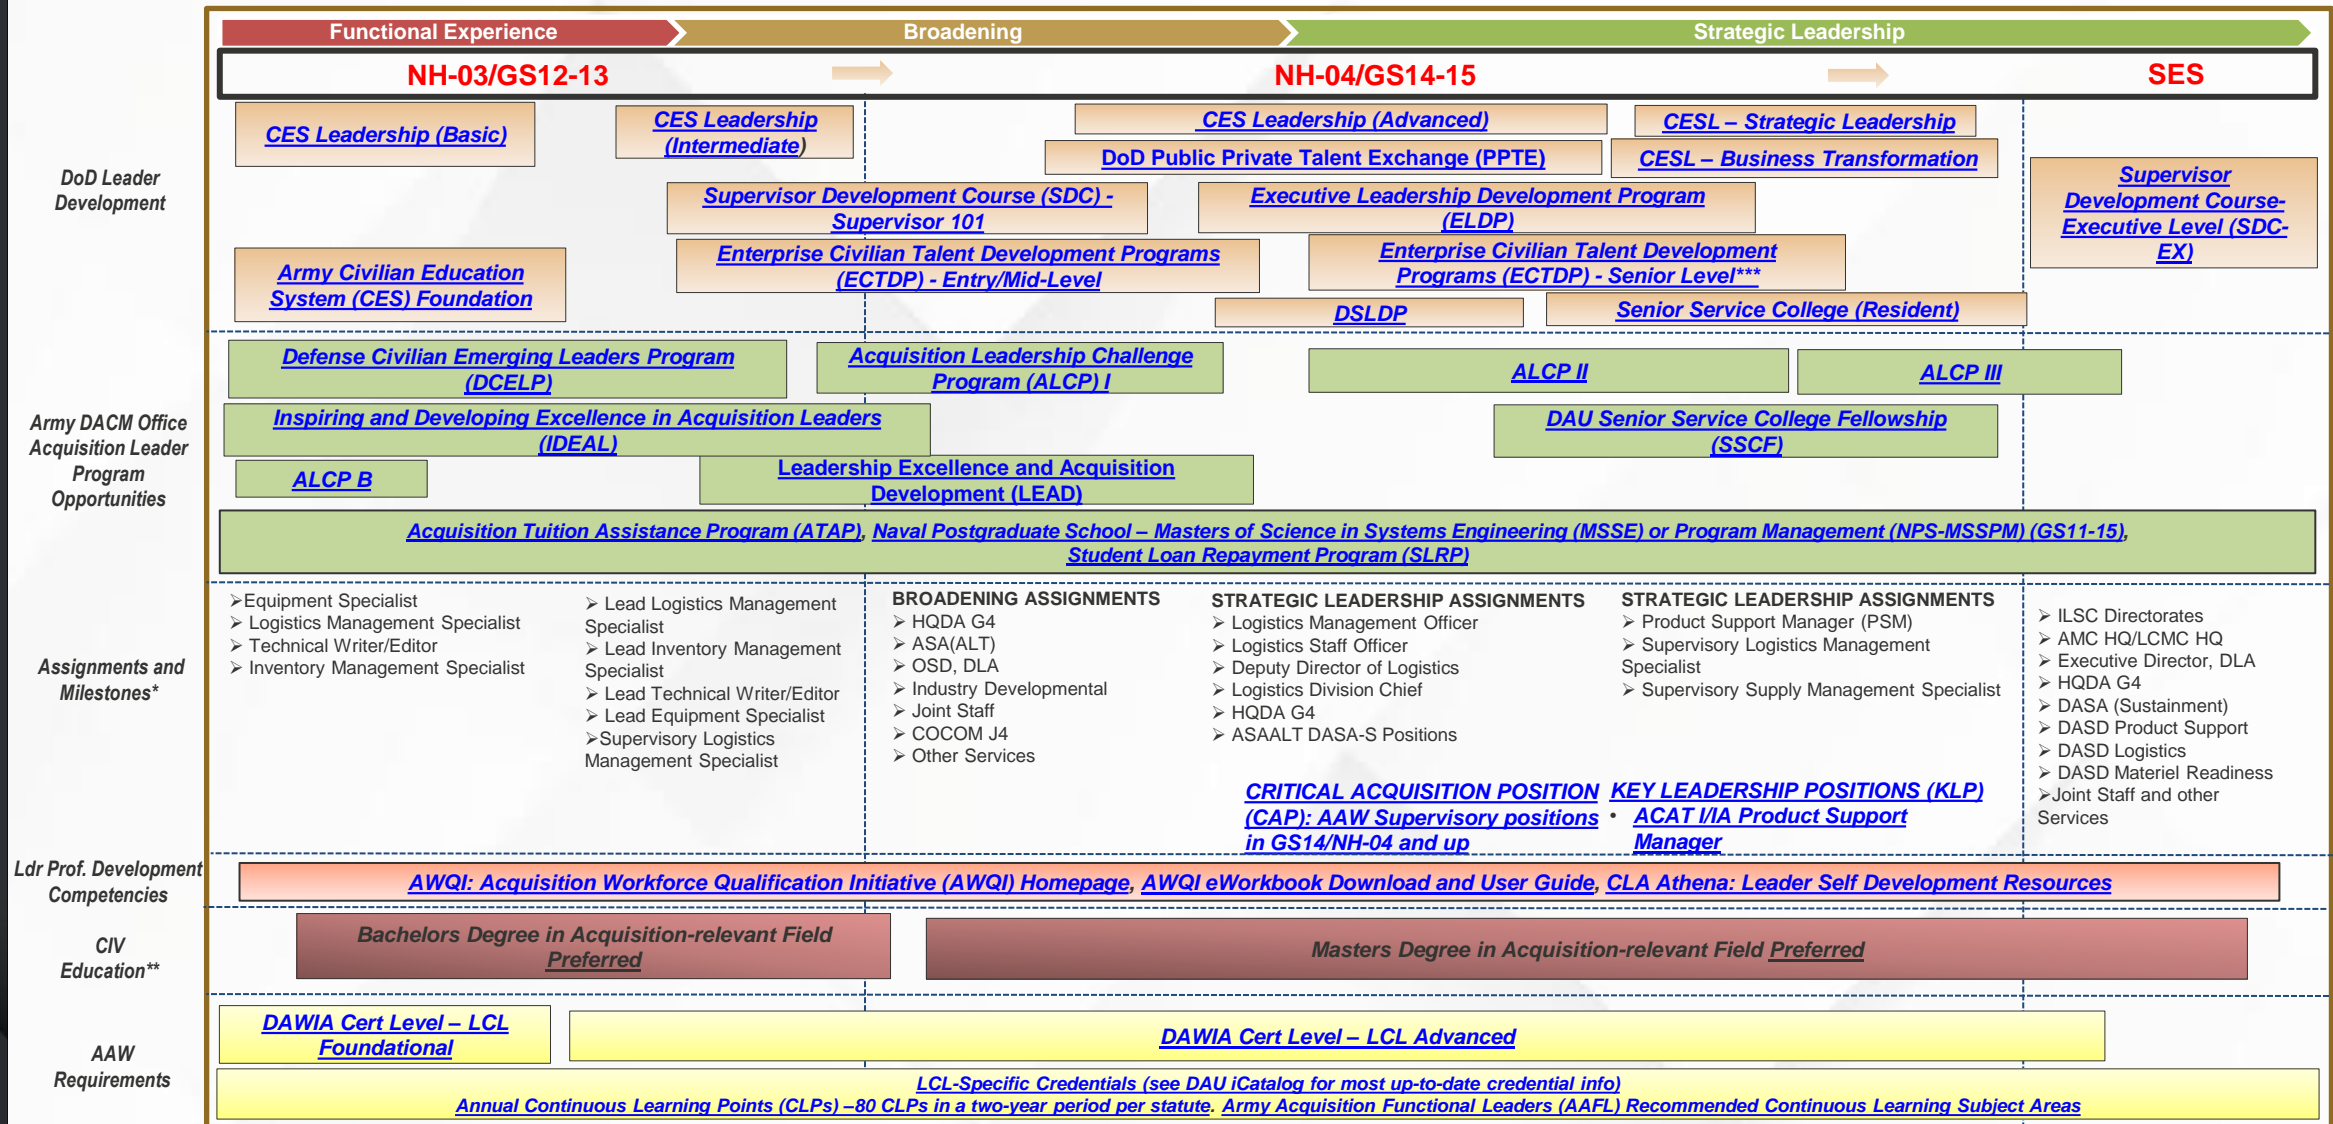 Functional Experience
Broadening
Strategic Leadership
NH-03/GS12-13
NH-04/GS14-15
SES
DoD Leader
Development
CES Leadership (Basic)
CES Leadership
(Intermediate)
CES Leadership (Advanced)
CESL – Strategic Leadership
DoD Public Private Talent Exchange (PPTE)
CESL – Business Transformation
Supervisor Development Course (SDC) -
Supervisor 101
Executive Leadership Development Program
(ELDP)
Supervisor
Development Course-
Executive Level (SDC-
EX)
Army Civilian Education
System (CES) Foundation
Enterprise Civilian Talent Development Programs
(ECTDP) - Entry/Mid-Level
Enterprise Civilian Talent Development
Programs (ECTDP) - Senior Level***
DSLDP
Senior Service College (Resident)
Army DACM Office
Acquisition Leader
Program
Opportunities
Defense Civilian Emerging Leaders Program
(DCELP)
Acquisition Leadership Challenge
Program (ALCP) I
ALCP II
ALCP III
Inspiring and Developing Excellence in Acquisition Leaders
(IDEAL)
DAU Senior Service College Fellowship
(SSCF)
ALCP B
Leadership Excellence and Acquisition
Development (LEAD)
Acquisition Tuition Assistance Program (ATAP), Naval Postgraduate School – Masters of Science in Systems Engineering (MSSE) or Program Management (NPS-MSSPM) (GS11-15),
Student Loan Repayment Program (SLRP)
Assignments and
Milestones*
➢Equipment Specialist
➢ Logistics Management Specialist
➢ Technical Writer/Editor
➢ Inventory Management Specialist
➢ Lead Logistics Management
Specialist
➢ Lead Inventory Management
Specialist
➢ Lead Technical Writer/Editor
➢ Lead Equipment Specialist
➢Supervisory Logistics
Management Specialist
BROADENING ASSIGNMENTS
➢ HQDA G4
➢ ASA(ALT)
➢ OSD, DLA
➢ Industry Developmental
➢ Joint Staff
➢ COCOM J4
➢ Other Services
STRATEGIC LEADERSHIP ASSIGNMENTS
➢ Logistics Management Officer
➢ Logistics Staff Officer
➢ Deputy Director of Logistics
➢ Logistics Division Chief
➢ HQDA G4
➢ ASAALT DASA-S Positions
STRATEGIC LEADERSHIP ASSIGNMENTS
➢ Product Support Manager (PSM)
➢ Supervisory Logistics Management
Specialist
➢ Supervisory Supply Management Specialist
➢ ILSC Directorates
➢ AMC HQ/LCMC HQ
➢ Executive Director, DLA
➢ HQDA G4
➢ DASA (Sustainment)
➢ DASD Product Support
➢ DASD Logistics
➢ DASD Materiel Readiness
➢Joint Staff and other
Services
CRITICAL ACQUISITION POSITION
(CAP): AAW Supervisory positions
in GS14/NH-04 and up
KEY LEADERSHIP POSITIONS (KLP)
• ACAT I/IA Product Support
Manager
Ldr Prof. Development
Competencies
AWQI: Acquisition Workforce Qualification Initiative (AWQI) Homepage, AWQI eWorkbook Download and User Guide, CLA Athena: Leader Self Development Resources
CIV
Education**
Bachelors Degree in Acquisition-relevant Field
Preferred
Masters Degree in Acquisition-relevant Field Preferred
AAW
Requirements
DAWIA Cert Level – LCL
Foundational
DAWIA Cert Level – LCL Advanced
LCL-Specific Credentials (see DAU iCatalog for most up-to-date credential info)
Annual Continuous Learning Points (CLPs) –80 CLPs in a two-year period per statute. Army Acquisition Functional Leaders (AAFL) Recommended Continuous Learning Subject Areas